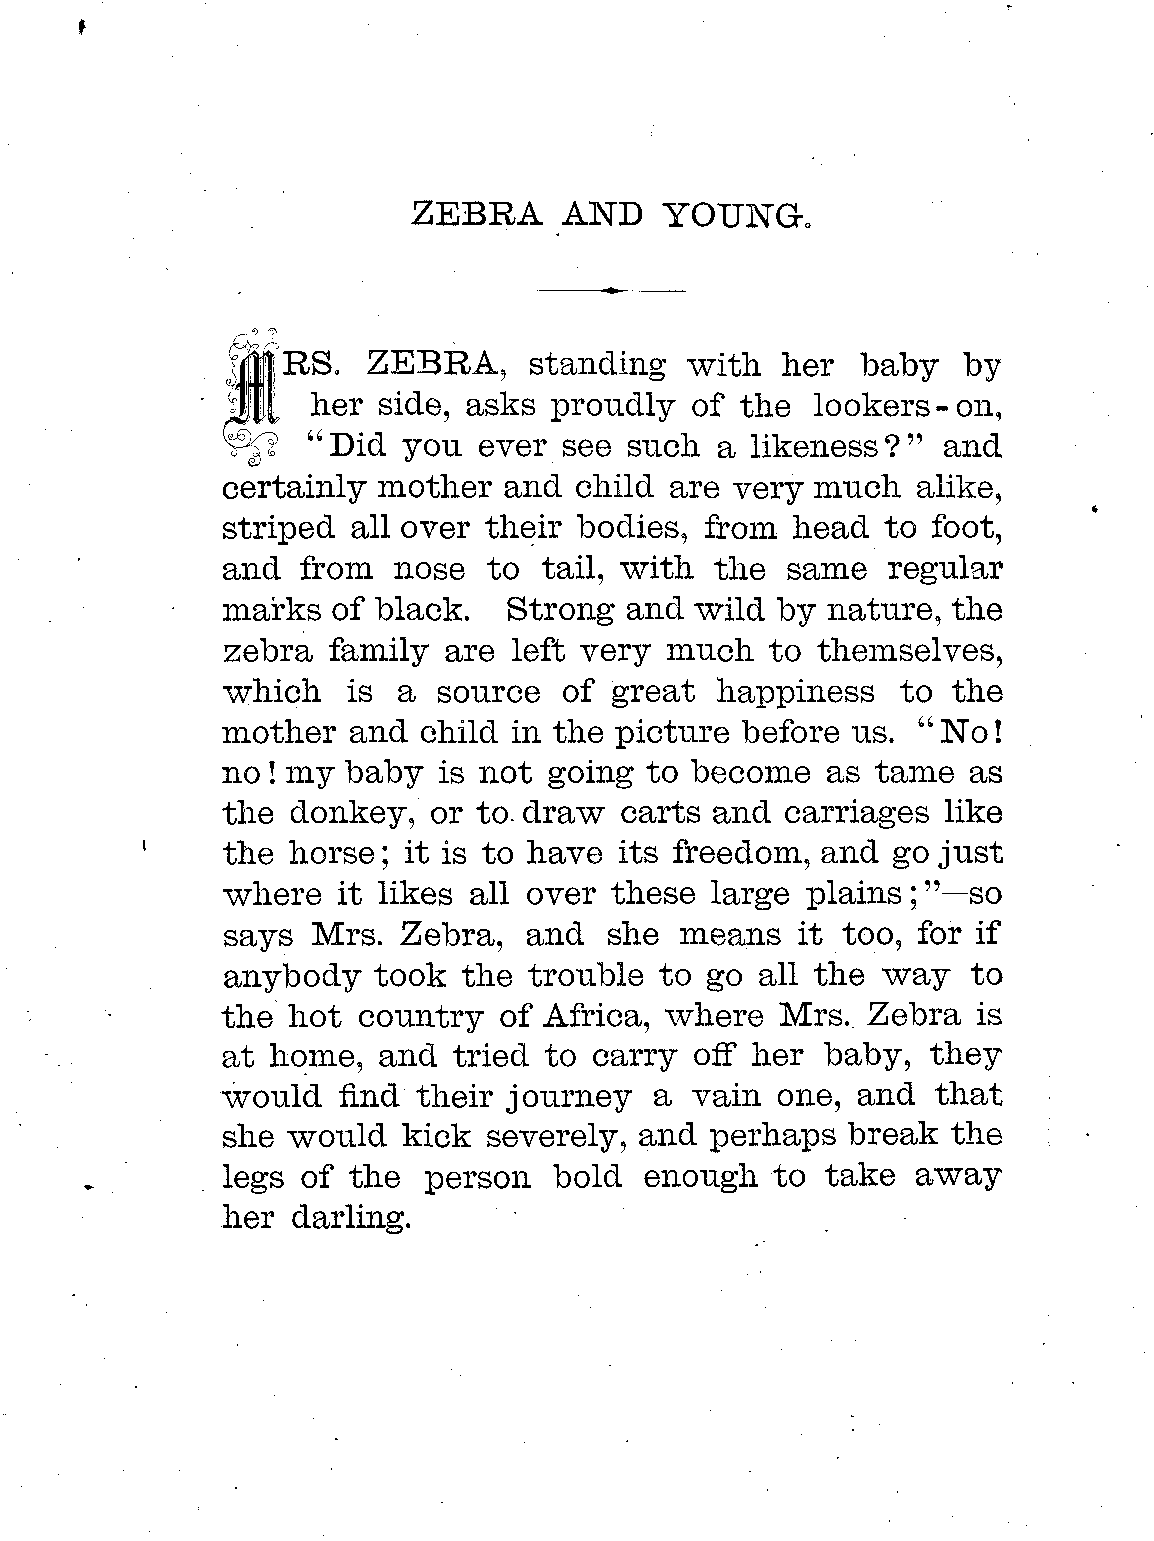 ZEBRA AND YOUNG.
MRS. ZEBRA, standing with her baby by
her side, asks proudly of the lookers-on,
“Did you ever see such a likeness?” and
certainly mother and child are very much alike,
striped all over their bodies, from head to foot,
and from nose to tail, with the same regular
marks of black. Strong and wild by nature, the
zebra family are left very much to themselves,
which is a source of great happiness to the
mother and child in the picture before us. “No!
no! my baby is not going to become as tame as
the donkey, or to draw carts and carriages like
the horse; it is to have its freedom, and go just
where it likes all over these large plains;”—so
says Mrs. Zebra, and she means it too, for if
anybody took the trouble to go all the way to
the hot country of Africa, where Mrs. Zebra is
at home, and tried to carry off her baby, they
would find their journey a vain one, and that
she would kick severely, and perhaps break the
legs of the person bold enough to take away
her darling.